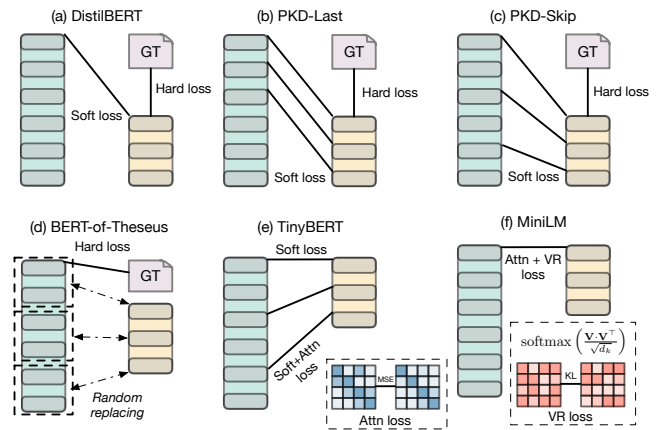 (a) DistilBERT
GT
Hard loss
Soft loss
(b) PKD-Last
GT
Hard loss
Soft loss
(c) PKD-Skip
GT
Hard loss
Soft loss
(d) BERT-of-Theseus
Hard loss
GT
Random
replacing
(e) TinyBERT
Soft loss
Soft+Attn
loss
MSE
Attn loss
(f) MiniLM
Attn + VR
loss
softmax (V·V⊤/√dk)
KL
VR loss